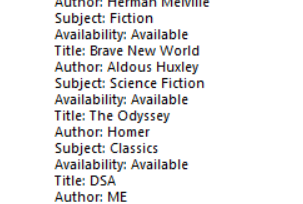 Author: Herman Melville
Subject: Fiction
Availability: Available
Title: Brave New World
Author: Aldous Huxley
Subject: Science Fiction
Availability: Available
Title: The Odyssey
Author: Homer
Subject: Classics
Availability: Available
Title: DSA
Author: ME